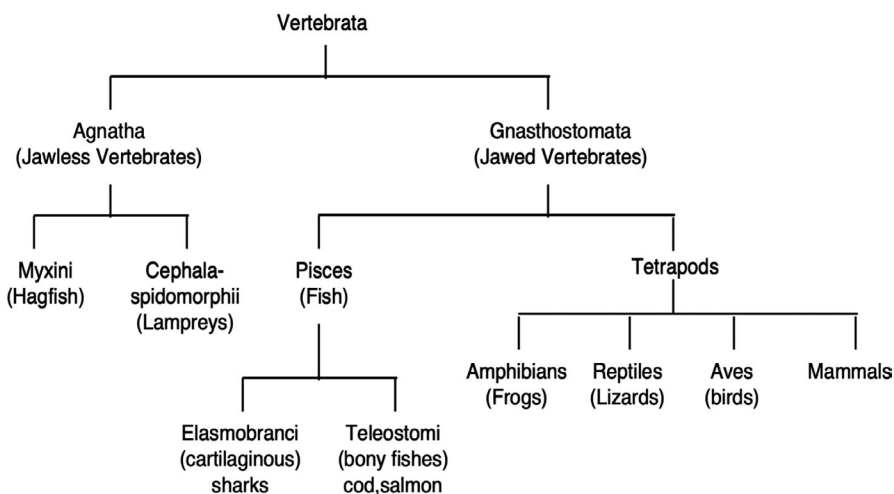 Vertebrata
Agnatha
(Jawless Vertebrates)
Gnasthostomata
(Jawed Vertebrates)
Myxini
(Hagfish)
Cephala-
spidomorphii
(Lampreys)
Pisces
(Fish)
Tetrapods
Amphibians
(Frogs)
Reptiles
(Lizards)
Aves
(birds)
Mammals
Elasmobranci
(cartilaginous)
sharks
Teleostomi
(bony fishes)
cod,salmon